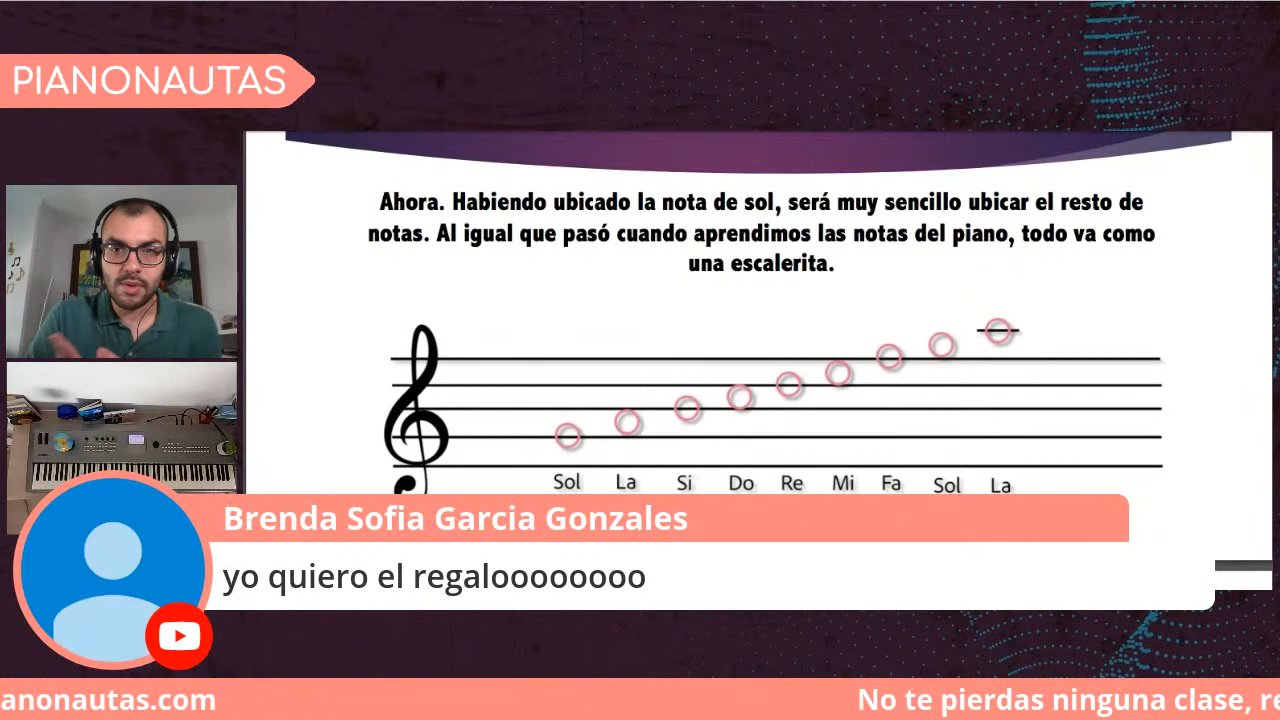 PIANONAUTAS
Ahora. Habiendo ubicado la nota de sol, será muy sencillo ubicar el resto de
notas. Al igual que pasó cuando aprendimos las notas del piano, todo va como
una escalerita.
Sol La Si Do Re Mi Fa Sol La
Brenda Sofia Garcia Gonzales
yo quiero el regaloooooooo
anonautas.com
No te pierdas ninguna clase, re